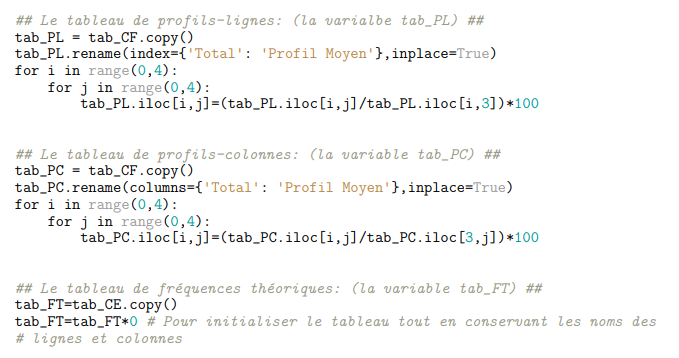 ## Le tableau de profils-lignes: (la varialbe tab_PL) ##
tab_PL = tab_CF.copy()
tab_PL.rename(index={'Total': 'Profil Moyen'},inplace=True)
for i in range(0,4):
    for j in range(0,4):
        tab_PL.iloc[i,j]=(tab_PL.iloc[i,j]/tab_PL.iloc[i,3])*100
## Le tableau de profils-colonnes: (la variable tab_PC) ##
tab_PC = tab_CF.copy()
tab_PC.rename(columns={'Total': 'Profil Moyen'},inplace=True)
for i in range(0,4):
    for j in range(0,4):
        tab_PC.iloc[i,j]=(tab_PC.iloc[i,j]/tab_PC.iloc[3,j])*100
## Le tableau de fréquences théoriques: (la variable tab_FT) ##
tab_FT=tab_CE.copy()
tab_FT=tab_FT*0 # Pour initialiser le tableau tout en conservant les noms des
# lignes et colonnes